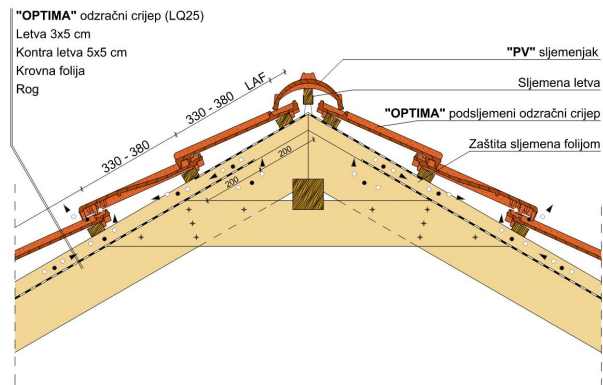 "OPTIMA" odzračni crijep (LQ25)
Letva 3x5 cm
Kontra letva 5x5 cm
Krovna folija
Rog
"PV" sljemenjak
Sljemena letva
"OPTIMA" podsljemeni odzračni crijep
Zaštita sljemena folijom
LAF
330 - 380
330 - 380
200
200